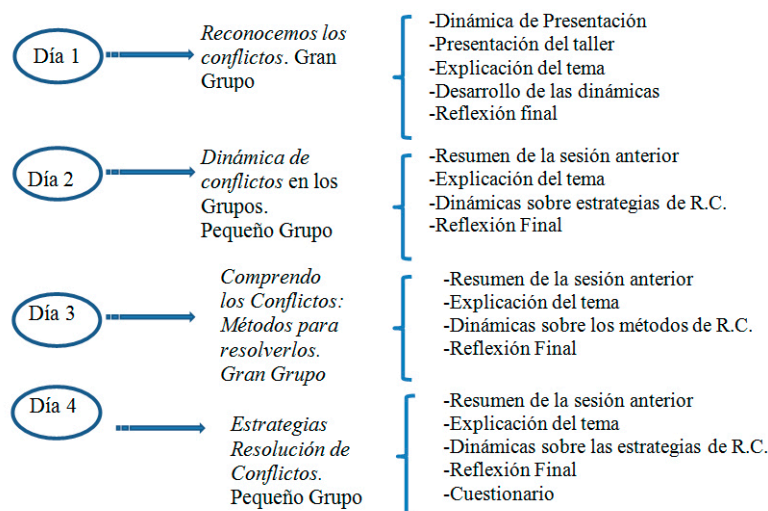 Día 1
Reconocemos los
conflictos. Gran
Grupo
-Dinámica de Presentación
-Presentación del taller
-Explicación del tema
-Desarrollo de las dinámicas
-Reflexión final
Día 2
Dinámica de
conflictos en los
Grupos.
Pequeño Grupo
-Resumen de la sesión anterior
-Explicación del tema
-Dinámicas sobre estrategias de R.C.
-Reflexión Final
Día 3
Comprendo
los Conflictos:
Métodos para
resolverlos.
Gran Grupo
-Resumen de la sesión anterior
-Explicación del tema
-Dinámicas sobre los métodos de R.C.
-Reflexión Final
Día 4
Estrategias
Resolución de
Conflictos.
Pequeño Grupo
-Resumen de la sesión anterior
-Explicación del tema
-Dinámicas sobre las estrategias de R.C.
-Reflexión Final
-Cuestionario